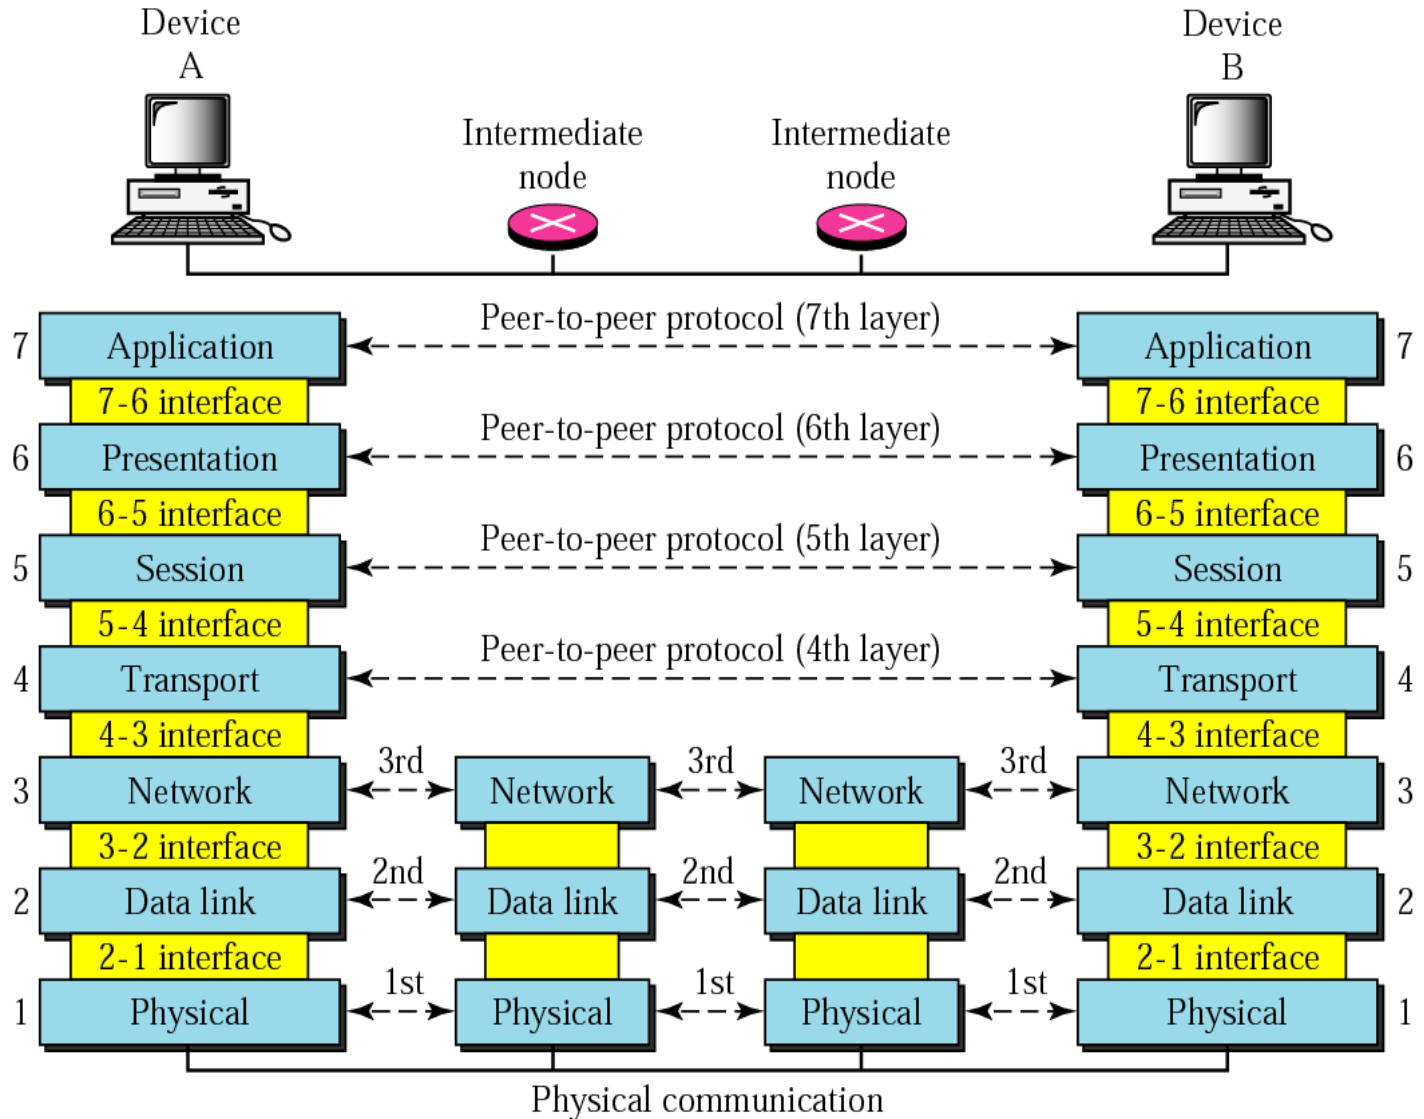 Device
A
Device
B
Intermediate
node
Intermediate
node
Peer-to-peer protocol (7th layer)
7 Application
Application 7
7-6 interface
7-6 interface
Peer-to-peer protocol (6th layer)
6 Presentation
Presentation 6
6-5 interface
6-5 interface
Peer-to-peer protocol (5th layer)
5 Session
Session 5
5-4 interface
5-4 interface
Peer-to-peer protocol (4th layer)
4 Transport
Transport 4
4-3 interface
4-3 interface
3rd
3rd
3rd
3 Network
Network
Network
Network 3
3-2 interface
3-2 interface
2nd
2nd
2nd
2 Data link
Data link
Data link
Data link 2
2-1 interface
2-1 interface
1st
1st
1st
1 Physical
Physical
Physical
Physical 1
Physical communication